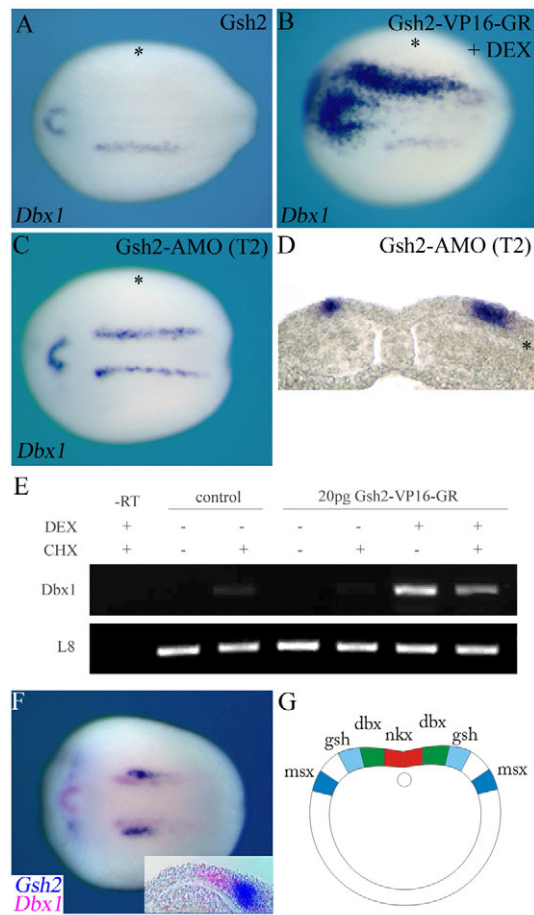 A Gsh2
*
Dbx1
B Gsh2-VP16-GR
* + DEX
Dbx1
C Gsh2-AMO (T2)
*
Dbx1
D Gsh2-AMO (T2)
*
E
-RT control 20pg Gsh2-VP16-GR
DEX + - - - - + +
CHX + - + - + - +
Dbx1
L8
F
Gsh2
Dbx1
G
dbx nkx dbx
gsh gsh
msx msx